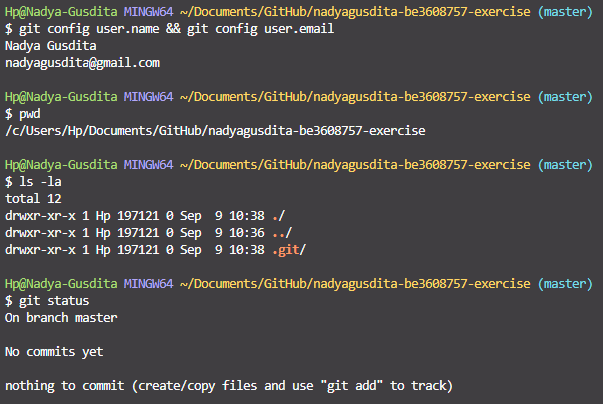 Hp@Nadya-Gusdita MINGW64 ~/Documents/GitHub/nadyagusdita-be3608757-exercise (master)
$ git config user.name && git config user.email
Nadya Gusdita
nadyagusdita@gmail.com

Hp@Nadya-Gusdita MINGW64 ~/Documents/GitHub/nadyagusdita-be3608757-exercise (master)
$ pwd
/c/Users/Hp/Documents/GitHub/nadyagusdita-be3608757-exercise

Hp@Nadya-Gusdita MINGW64 ~/Documents/GitHub/nadyagusdita-be3608757-exercise (master)
$ ls -la
total 12
drwxr-xr-x 1 Hp 197121 0 Sep  9 10:38 ./
drwxr-xr-x 1 Hp 197121 0 Sep  9 10:36 ../
drwxr-xr-x 1 Hp 197121 0 Sep  9 10:38 .git/

Hp@Nadya-Gusdita MINGW64 ~/Documents/GitHub/nadyagusdita-be3608757-exercise (master)
$ git status
On branch master

No commits yet

nothing to commit (create/copy files and use "git add" to track)